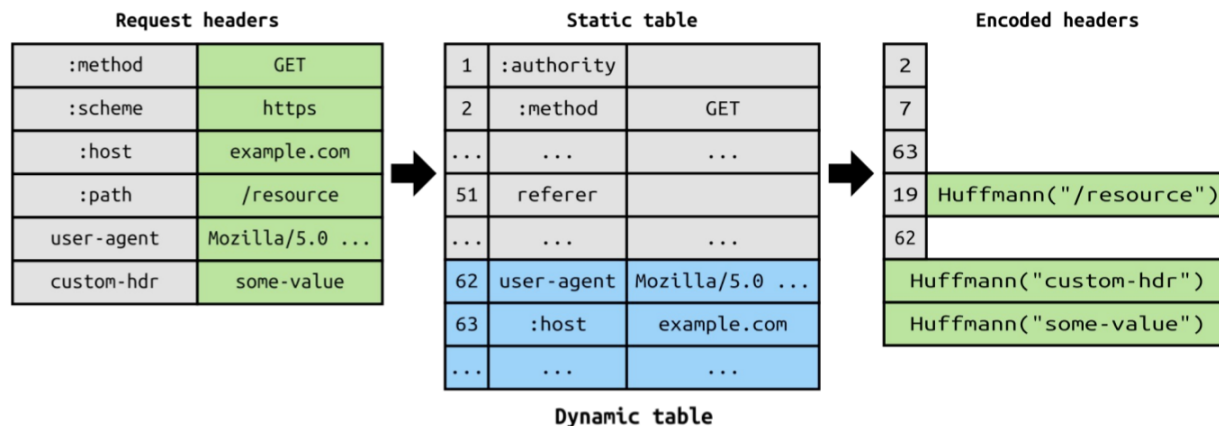 Request headers
:method GET
:scheme https
:host example.com
:path /resource
user-agent Mozilla/5.0 ...
custom-hdr some-value
Static table
1 :authority
2 :method GET
... ... ...
51 referer
... ... ...
62 user-agent Mozilla/5.0 ...
63 :host example.com
... ... ...
Dynamic table
Encoded headers
2
7
63
19 Huffmann("/resource")
62
Huffmann("custom-hdr")
Huffmann("some-value")